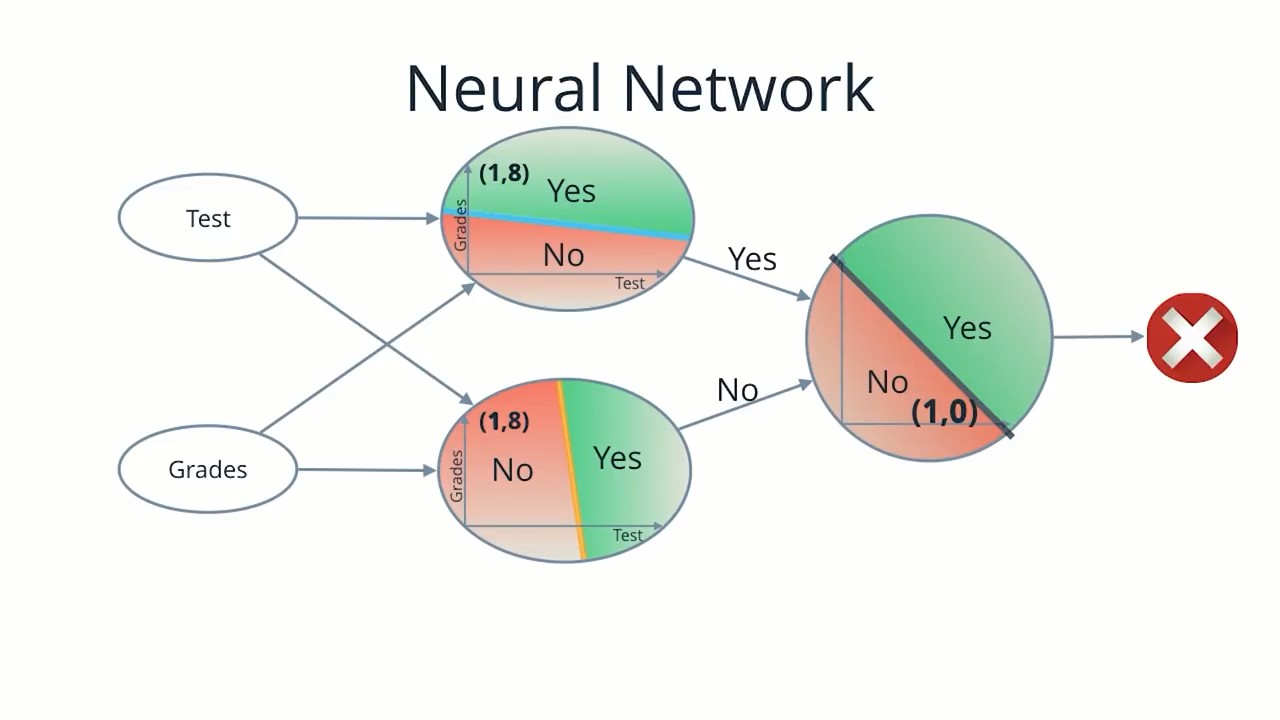 Neural Network
Test
Grades
(1,8)
Yes
No
Grades
Test
(1,8)
No
Yes
Grades
Test
Yes
No
Yes
No
(1,0)